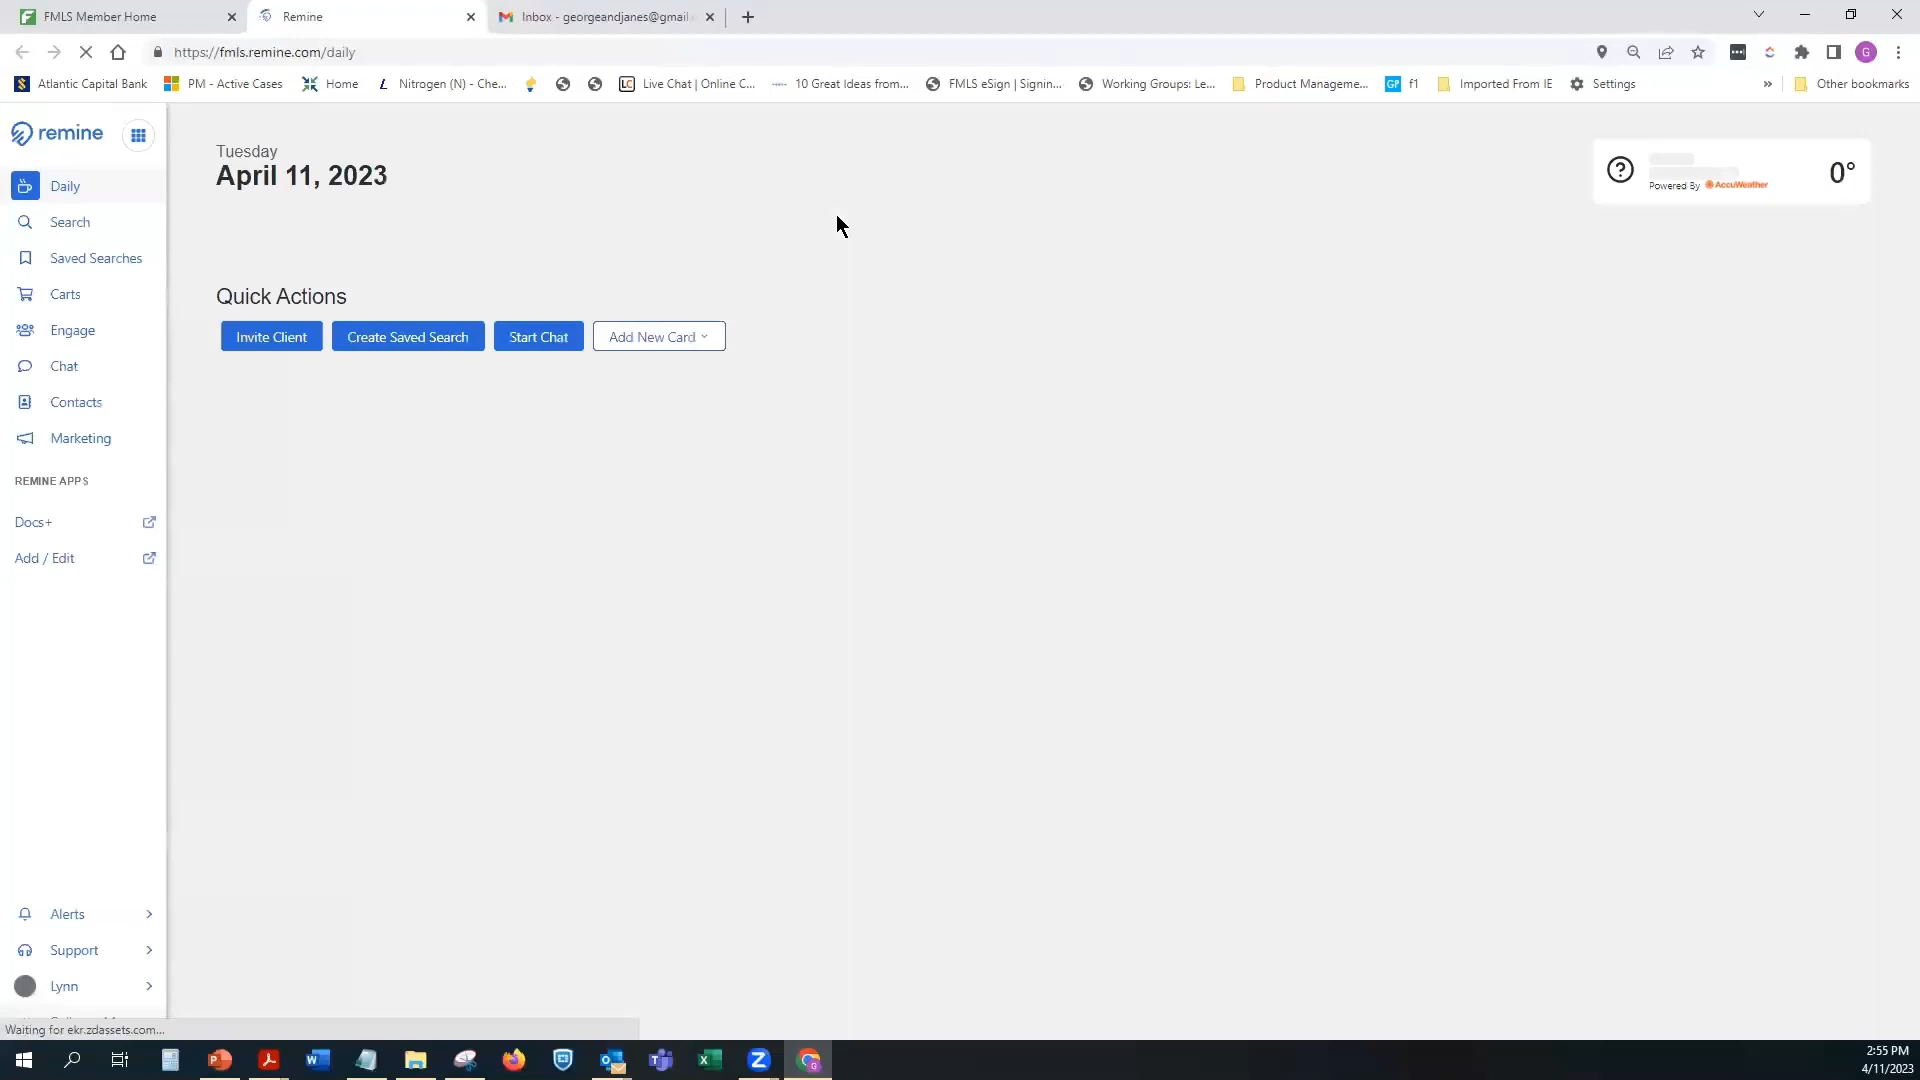 FMLS Member Home
Remine
Inbox - georgeandjanes@gmail
https://fmls.remine.com/daily
G
Atlantic Capital Bank
PM - Active Cases
Home
Nitrogen (N) - Che...
Live Chat | Online C...
10 Great Ideas from...
FMLS eSign | Signin...
Working Groups: Le...
Product Manageme...
f1
Imported From IE
Settings
»
Other bookmarks
remine
Daily
Search
Saved Searches
Carts
Engage
Chat
Contacts
Marketing
REMINE APPS
Docs+
Add / Edit
Alerts
Support
Lynn
Tuesday
April 11, 2023
Powered By AccuWeather
0°
Quick Actions
Invite Client
Create Saved Search
Start Chat
Add New Card
Waiting for ekr.zdassets.com...
2:55 PM
4/11/2023